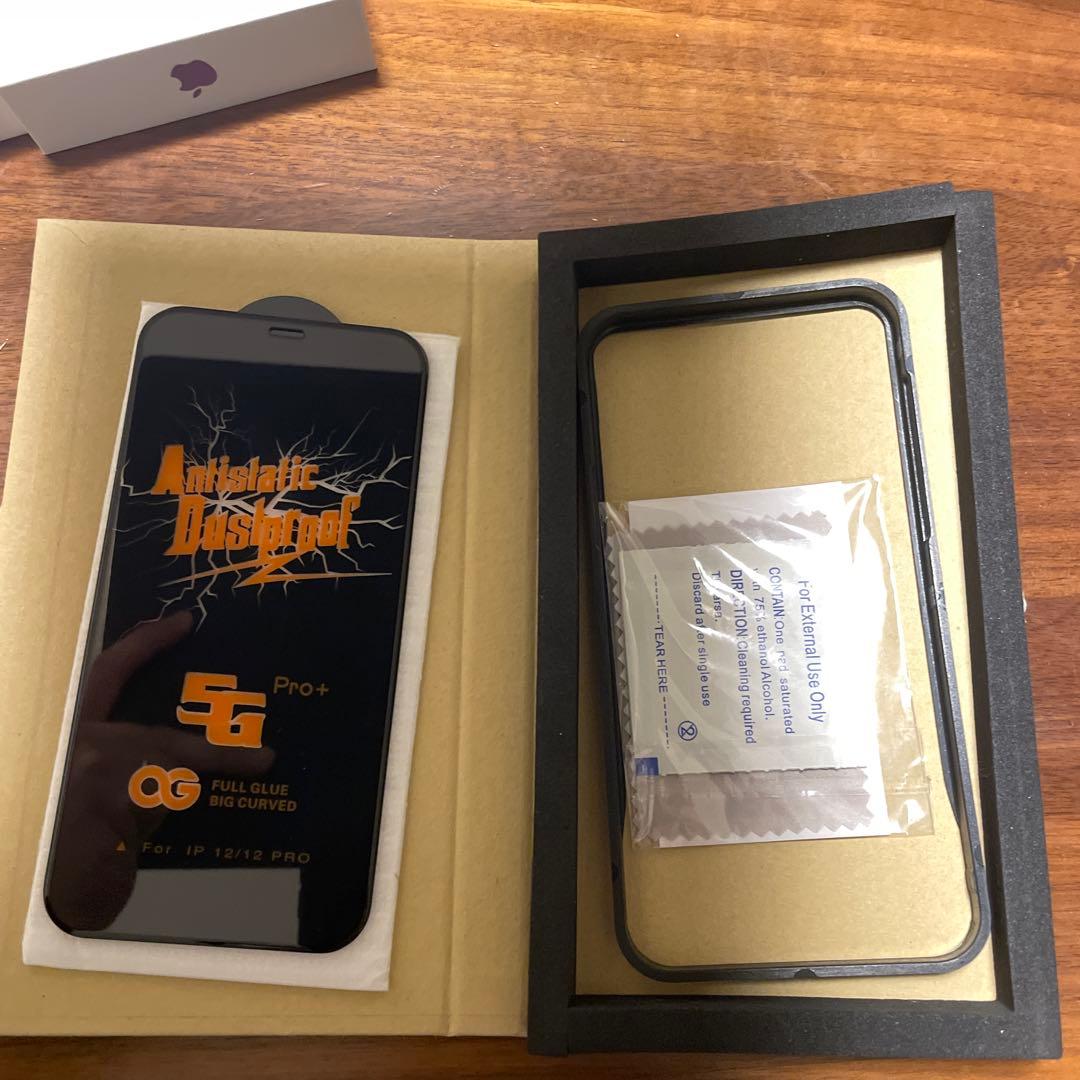 Antistatic
Dustproof
5G Pro+
OG FULL GLUE
BIG CURVED
For IP 12/12 PRO
For External Use Only
CONTAIN:One pad saturated
75% ethanol Alcohol.
DIRECTION:Cleaning required
Discard after single use
TEAR HERE
2